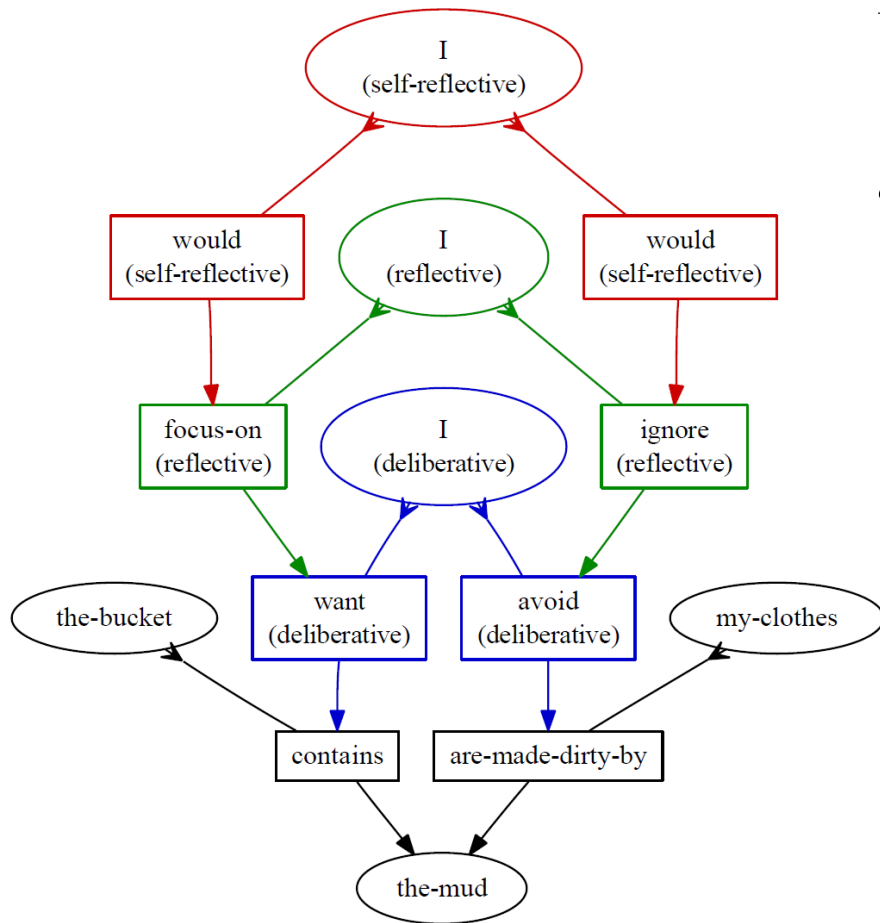 I
(self-reflective)
would
(self-reflective)
I
(reflective)
would
(self-reflective)
focus-on
(reflective)
I
(deliberative)
ignore
(reflective)
the-bucket
want
(deliberative)
avoid
(deliberative)
my-clothes
contains
are-made-dirty-by
the-mud